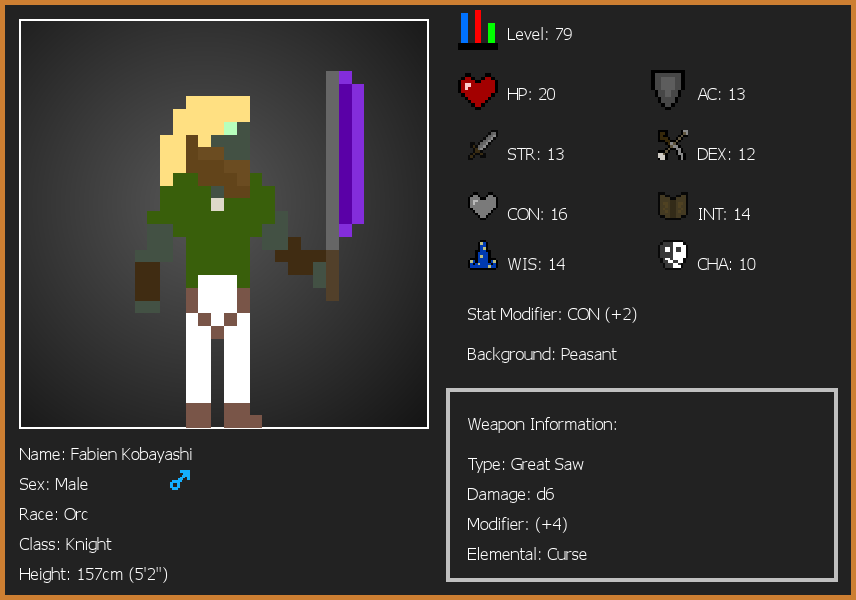 Level: 79
HP: 20
AC: 13
STR: 13
DEX: 12
CON: 16
INT: 14
WIS: 14
CHA: 10
Stat Modifier: CON (+2)
Background: Peasant
Weapon Information:
Type: Great Saw
Damage: d6
Modifier: (+4)
Elemental: Curse
Name: Fabien Kobayashi
Sex: Male
Race: Orc
Class: Knight
Height: 157cm (5'2")